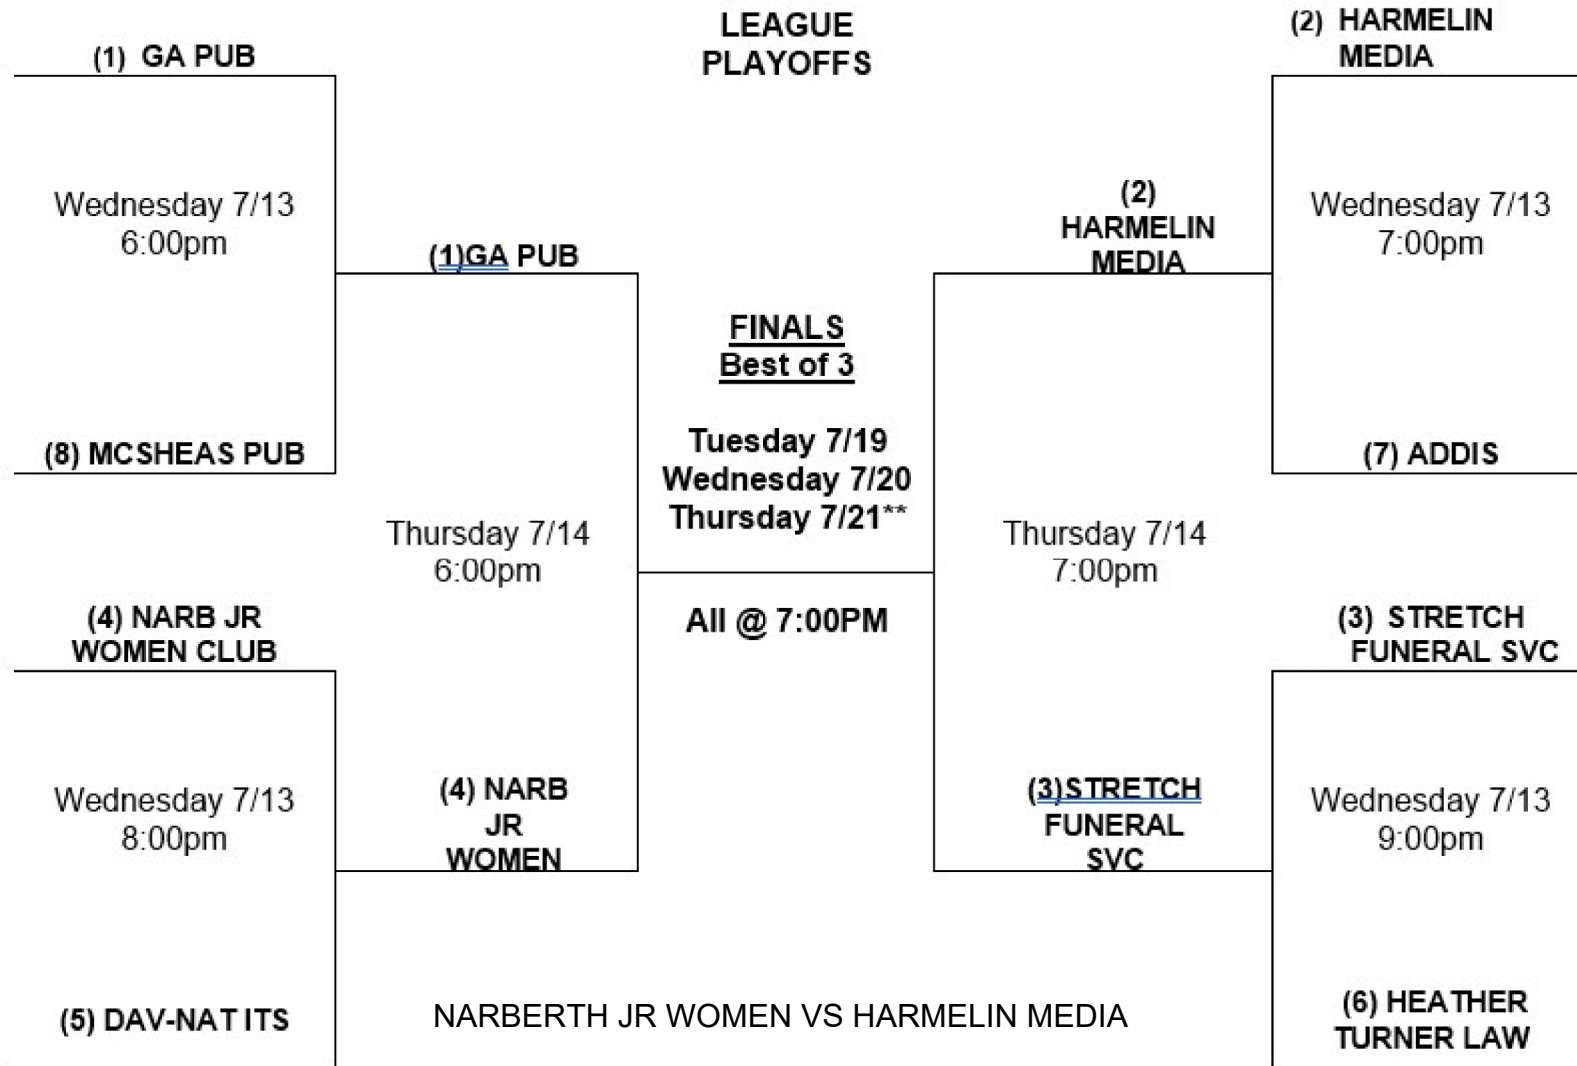 LEAGUE
PLAYOFFS
(1) GA PUB
Wednesday 7/13
6:00pm
(8) MCSHEAS PUB
(1)GA PUB
Thursday 7/14
6:00pm
(4) NARB JR
WOMEN CLUB
Wednesday 7/13
8:00pm
(5) DAV-NAT ITS
(4) NARB
JR
WOMEN
FINALS
Best of 3
Tuesday 7/19
Wednesday 7/20
Thursday 7/21**
All @ 7:00PM
(2) HARMELIN
MEDIA
Wednesday 7/13
7:00pm
(7) ADDIS
(2)
HARMELIN
MEDIA
Thursday 7/14
7:00pm
(3) STRETCH
FUNERAL SVC
Wednesday 7/13
9:00pm
(6) HEATHER
TURNER LAW
(3)STRETCH
FUNERAL
SVC
NARBERTH JR WOMEN VS HARMELIN MEDIA